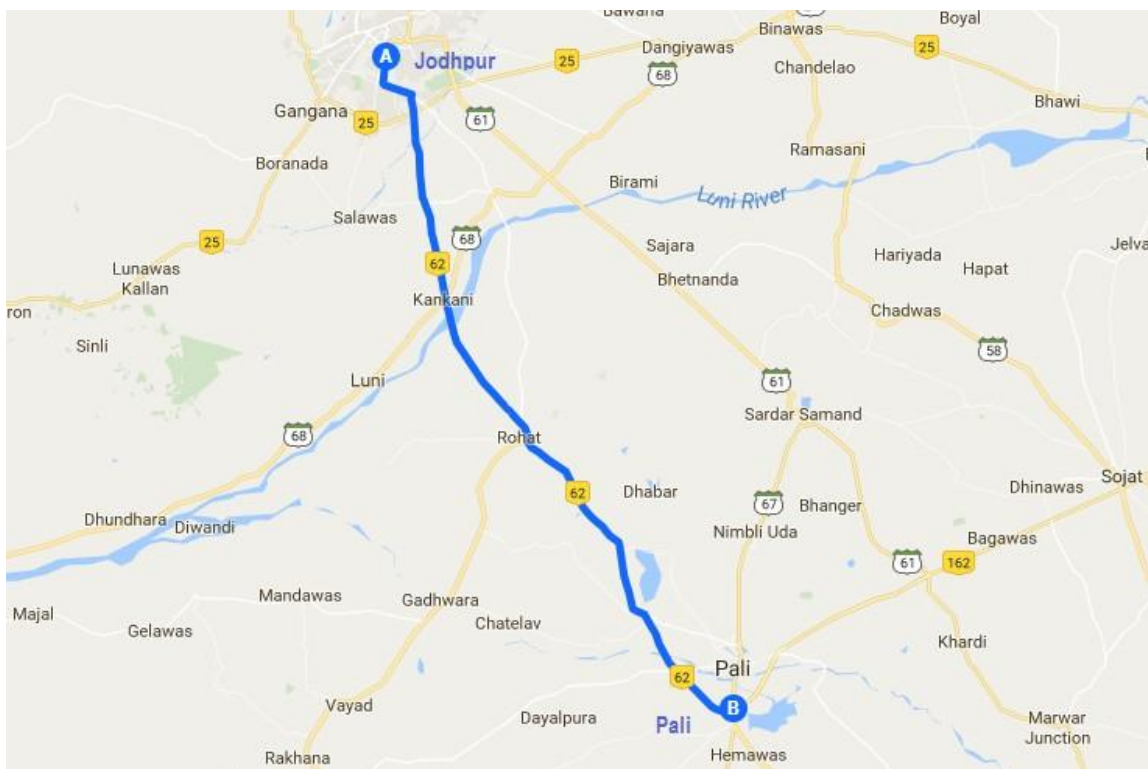 Bawana
Boyal
Binawas
Dangiyawas
25
A
Jodhpur
25
68
Chandelao
Gangana
25
61
Bhawi
Boranada
Ramasani
Birami
Luni River
Salawas
68
25
Sajara
Hariyada
Jelva
Lunawas
Kallan
62
Bhetnanda
Hapat
Kankani
ron
Chadwas
Sinli
58
Luni
61
Sardar Samand
68
Rohat
Sojat
62
Dhabar
Dhinawas
67
Bhanger
Dhundhara
Diwandi
Nimbli Uda
Bagawas
61
162
Mandawas
Gadhwara
Majal
Gelawas
Chatelav
Khardi
Pali
62
Vayad
B
Dayalpura
Pali
Marwar
Junction
Rakhana
Hemawas